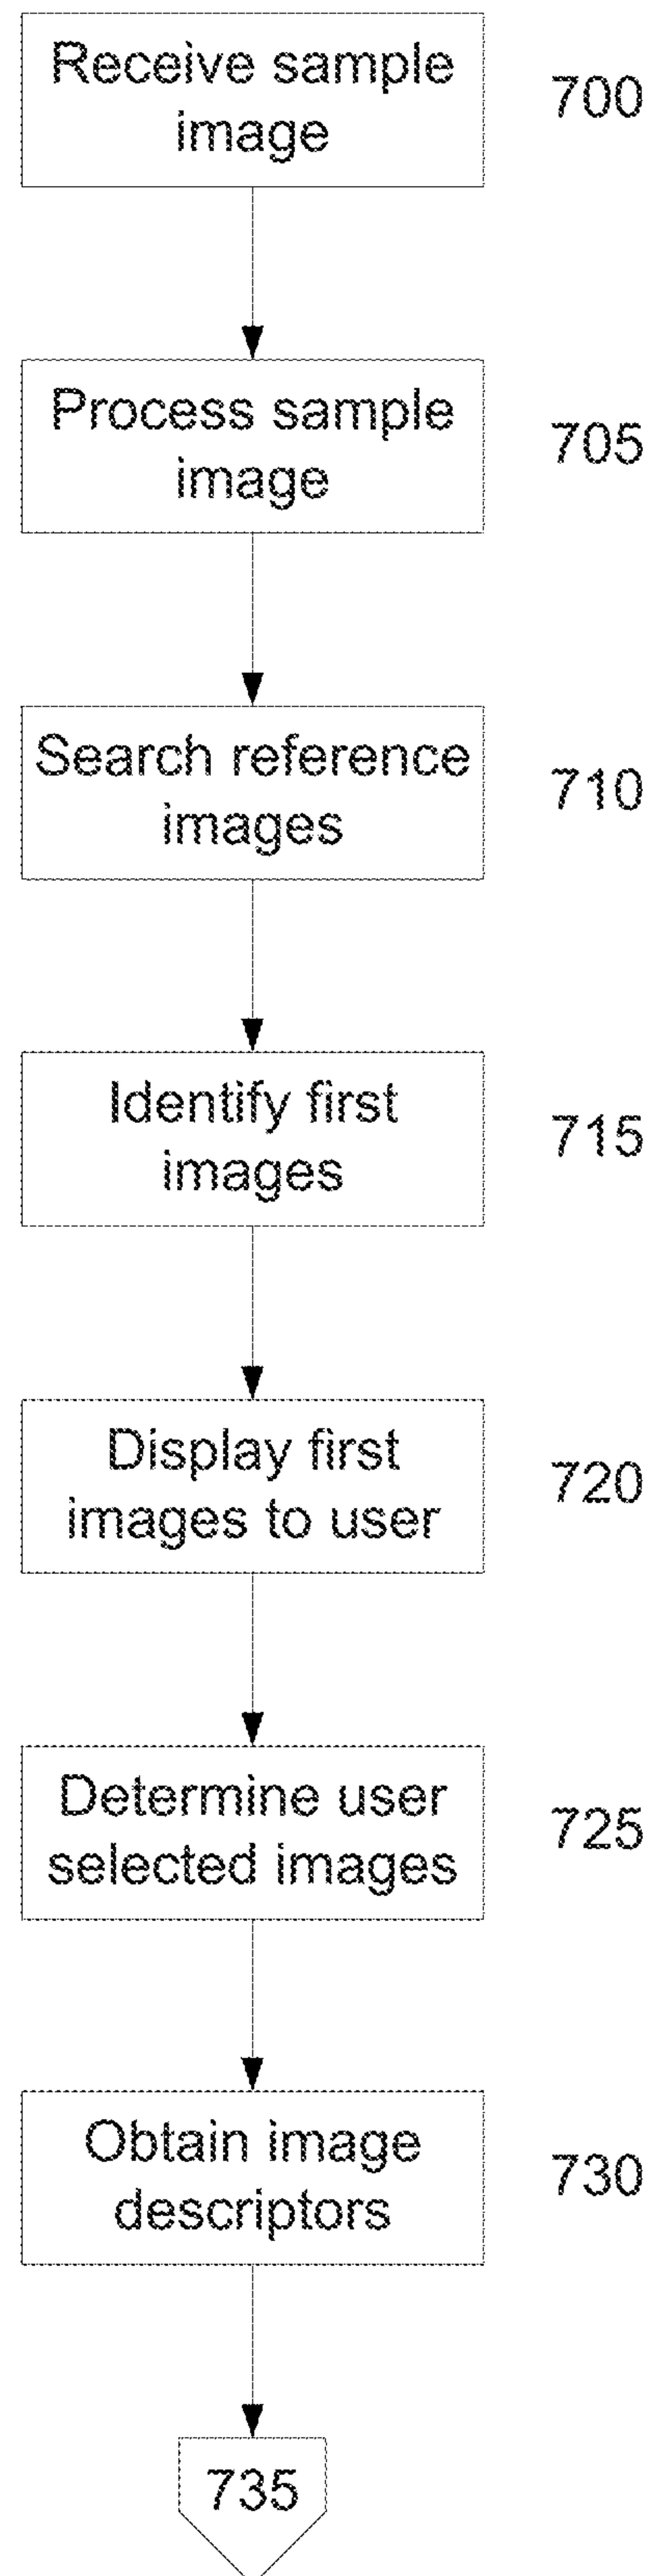 Receive sample
image
700
Process sample
image
705
Search reference
images
710
Identify first
images
715
Display first
images to user
720
Determine user
selected images
725
Obtain image
descriptors
730
735